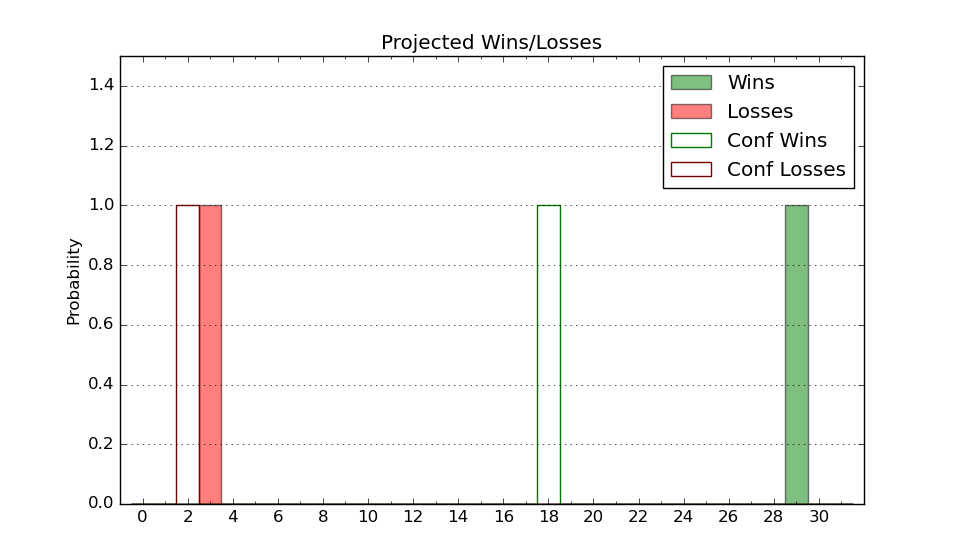 Projected Wins/Losses
Wins
Losses
Conf Wins
Conf Losses
Probability
1.4
1.2
1.0
0.8
0.6
0.4
0.2
0.0
0 2 4 6 8 10 12 14 16 18 20 22 24 26 28 30